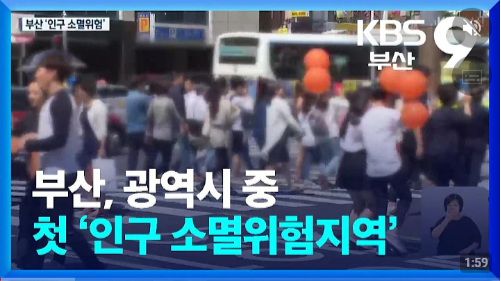 부산 '인구 소멸위험'
KBS 9
부산
부산, 광역시 중
첫 '인구 소멸위험지역'
1:59